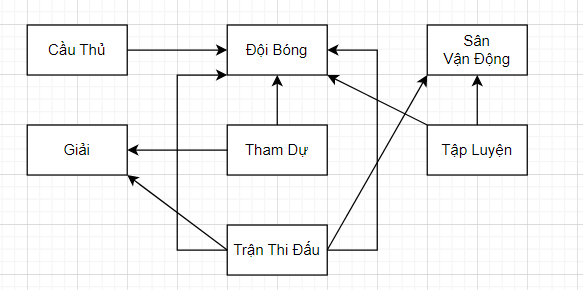 Cầu Thủ
Đội Bóng
Sân
Vận Động
Giải
Tham Dự
Tập Luyện
Trận Thi Đấu